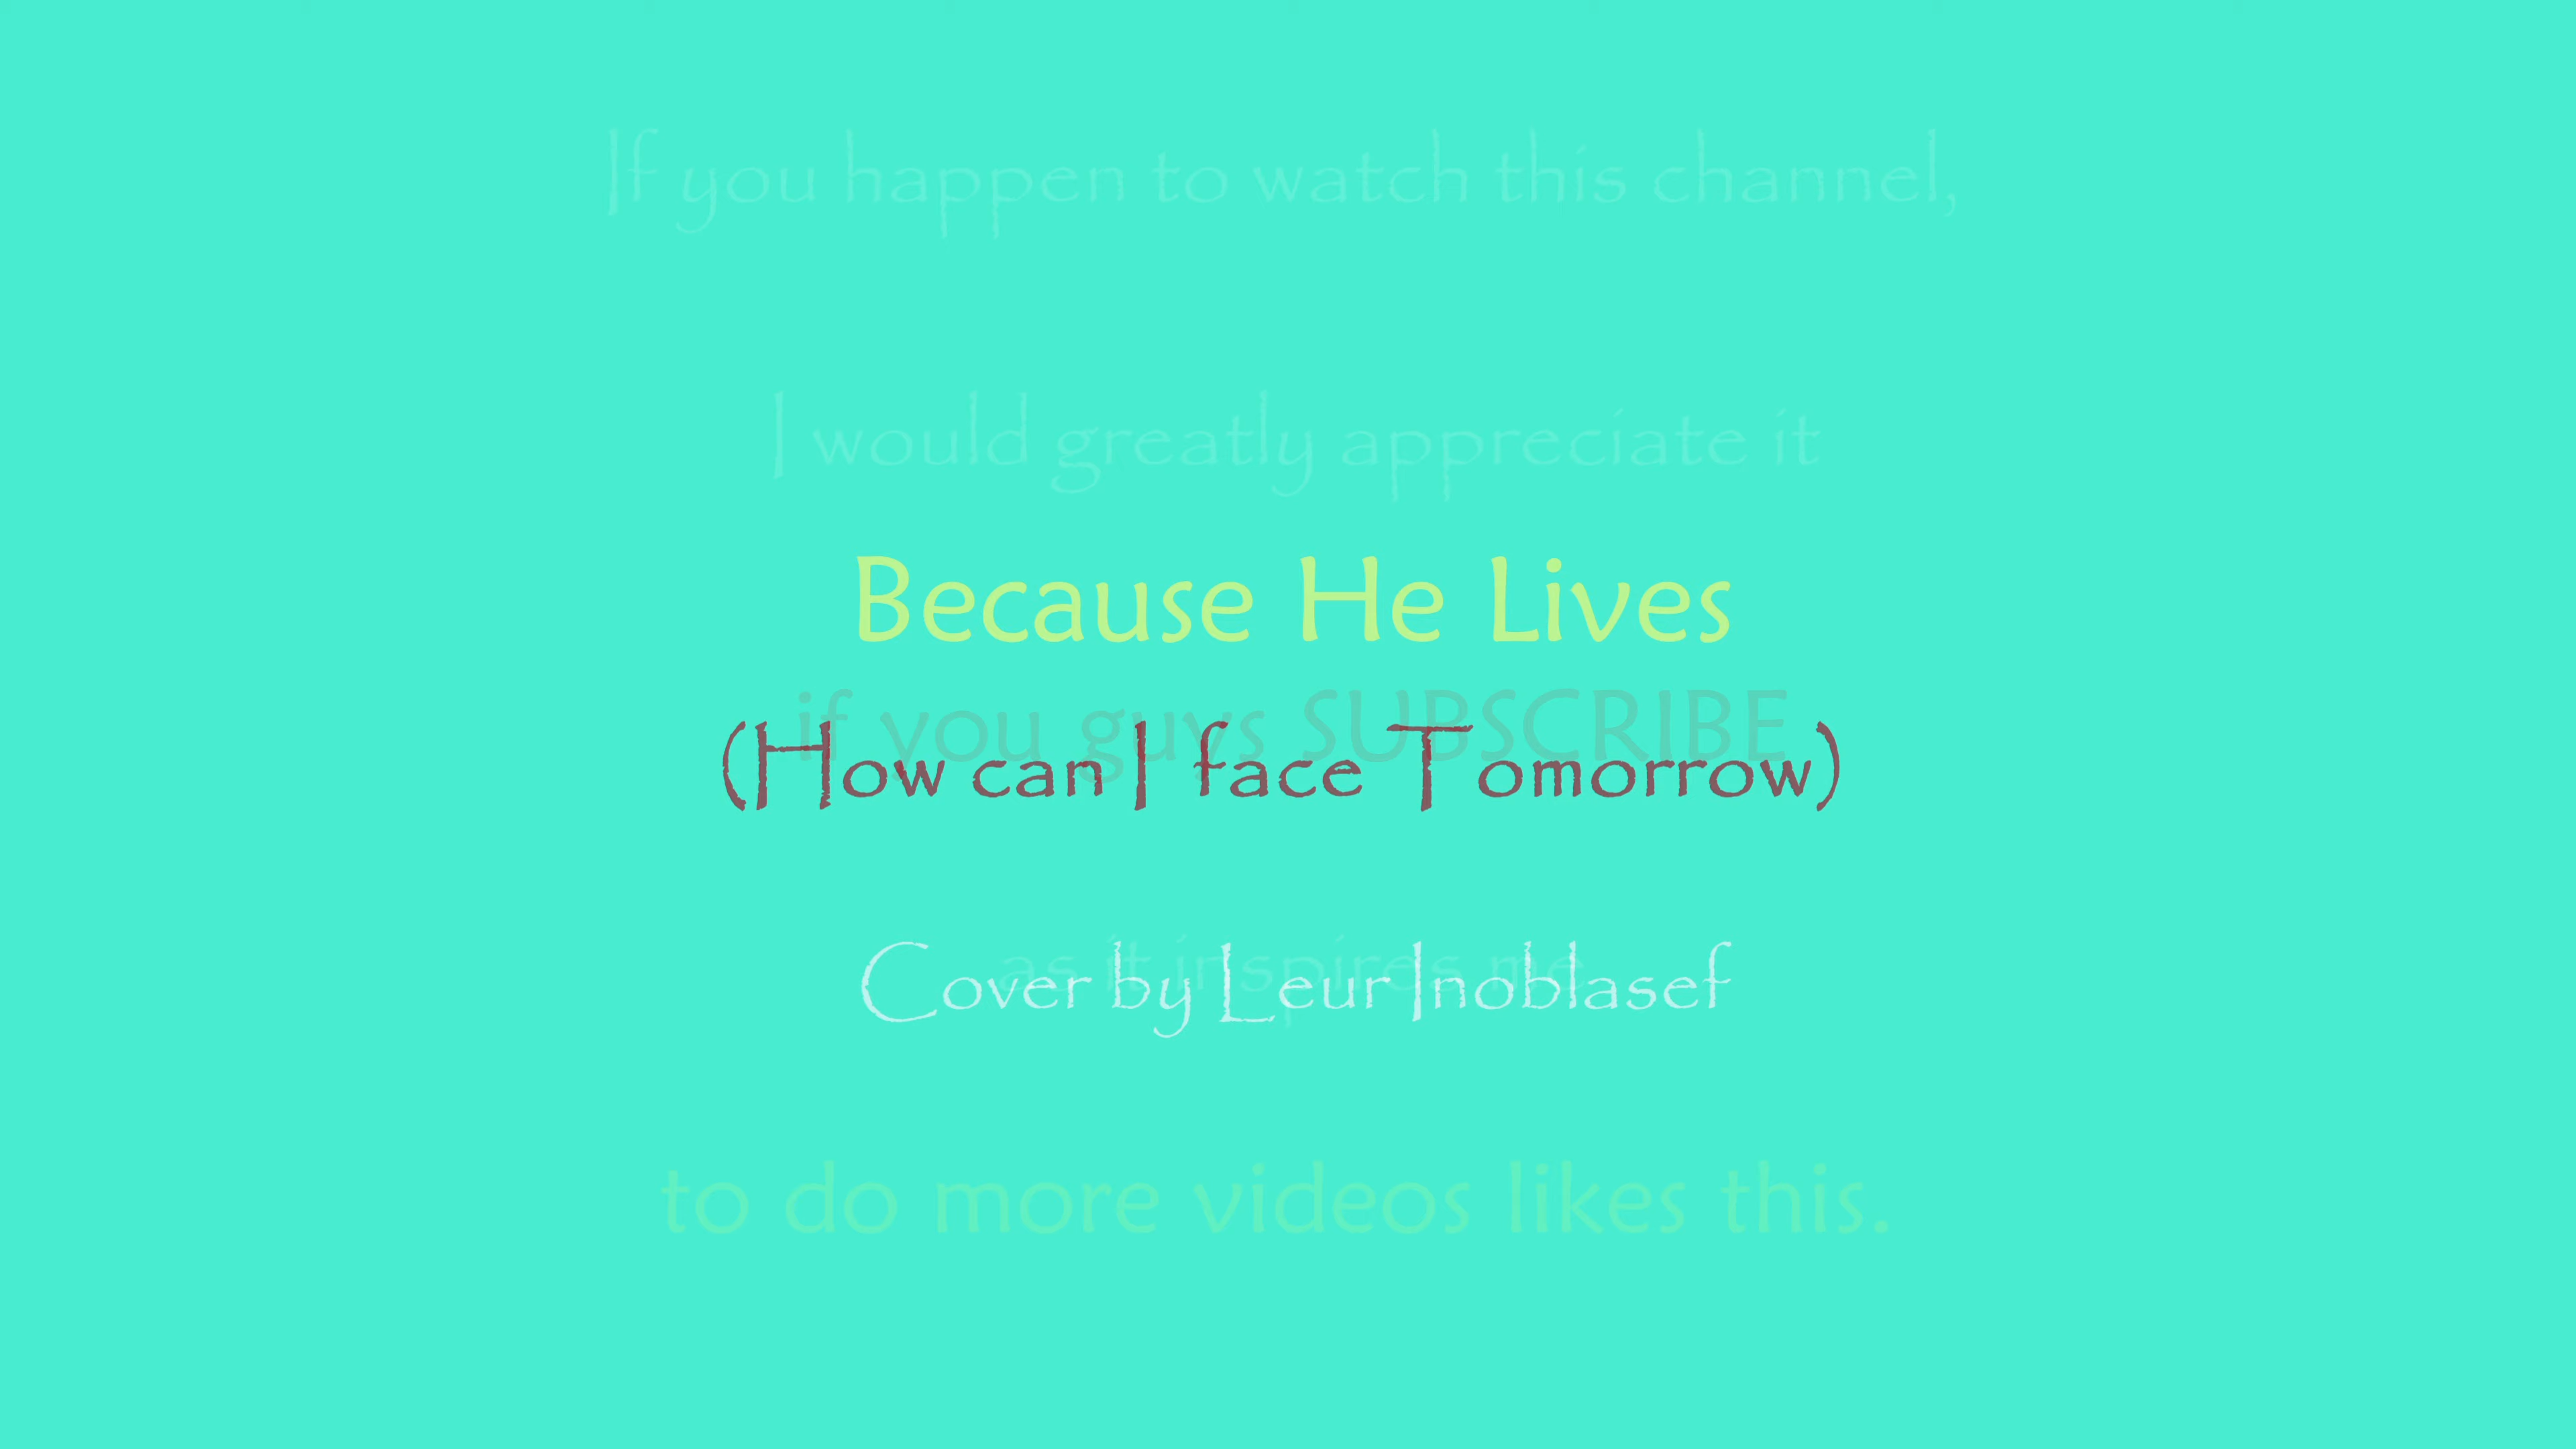 If you happen to watch this channel,
I would greatly appreciate it
Because He Lives
if you guys SUBSCRIBE
(How can I face Tomorrow)
as it inspires me
Cover by Leur Inoblasef
to do more videos likes this.